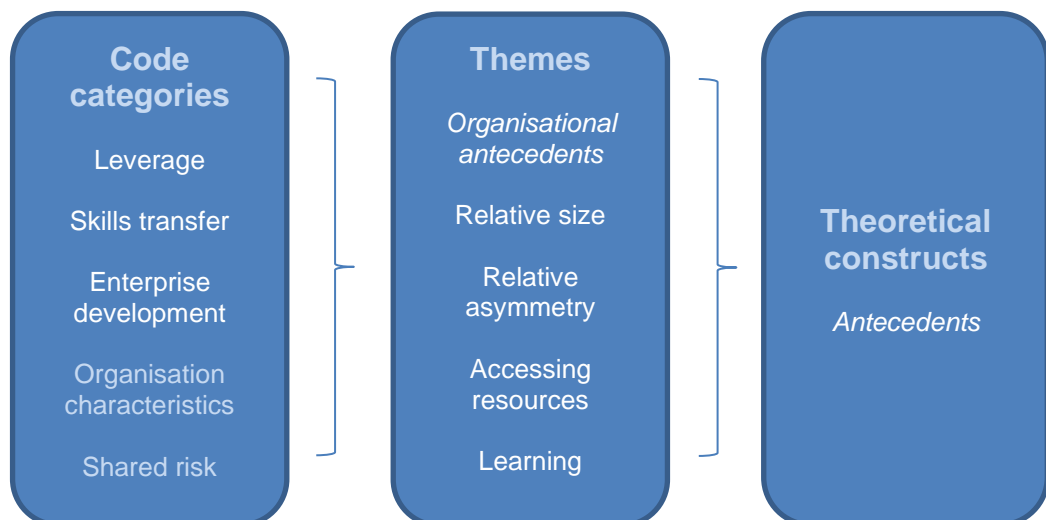 Code
categories
Leverage
Skills transfer
Enterprise
development
Organisation
characteristics
Shared risk
Themes
Organisational
antecedents
Relative size
Relative
asymmetry
Accessing
resources
Learning
Theoretical
constructs
Antecedents